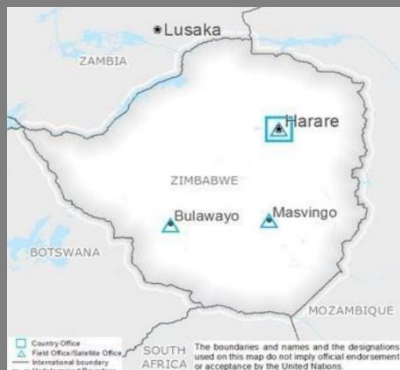 Lusaka
ZAMBIA
Harare
ZIMBABWE
Bulawayo
Masvingo
BOTSWANA
MOZAMBIQUE
SOUTH
AFRICA
Country Office
Field Office/Satellite Office
International boundary
The boundaries and names and the designations
used on this map do not imply official endorsement
or acceptance by the United Nations.